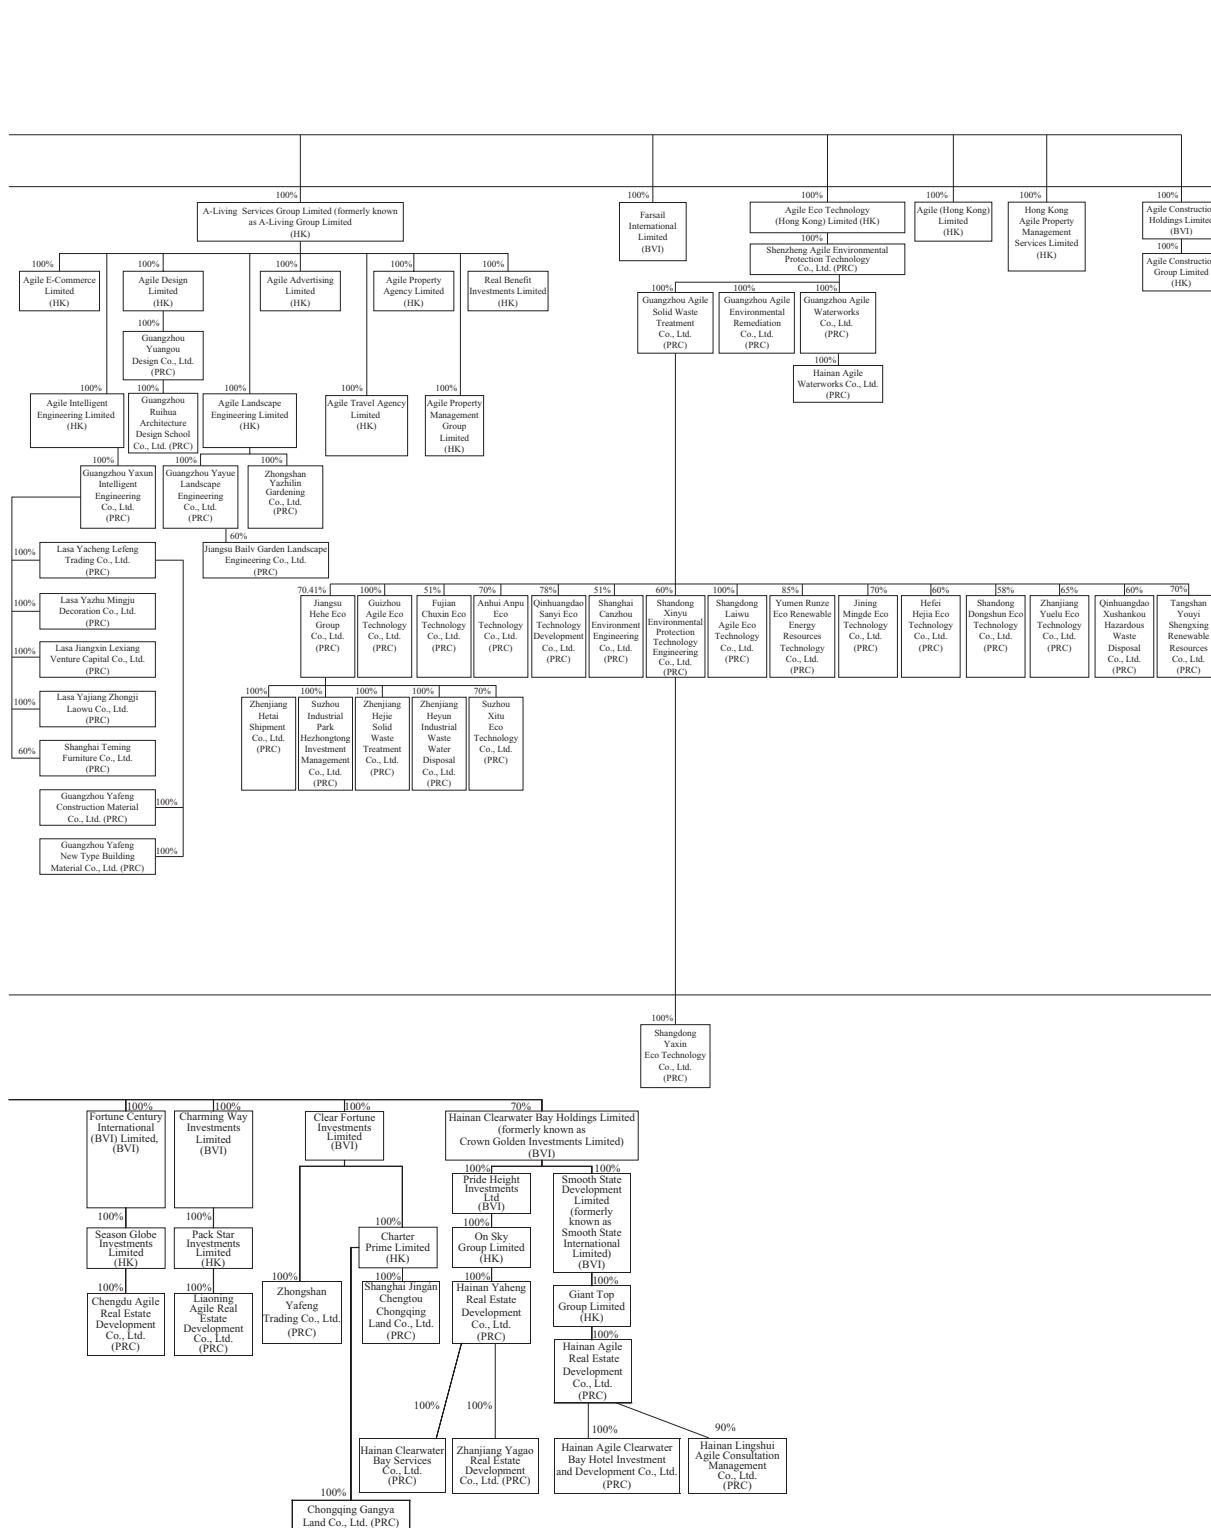 100%
A-Living Services Group Limited (formerly known
as A-Living Group Limited)
(HK)
100%
Farsail
International
Limited
(BVI)
100%
Agile Eco Technology
(Hong Kong) Limited (HK)
100%
Shenzheng Agile Environmental
Protection Technology
Co., Ltd. (PRC)
100%
Agile (Hong Kong)
Limited
(HK)
100%
Hong Kong
Agile Property
Management
Services Limited
(HK)
100%
Agile Constructio
Holdings Limited
(BVI)
100%
Agile Constructio
Group Limited
(HK)
100%
Agile E-Commerce
Limited
(HK)
100%
Agile Design
Limited
(HK)
100%
Agile Advertising
Limited
(HK)
100%
Agile Property
Agency Limited
(HK)
100%
Real Benefit
Investments Limited
(HK)
100%
Guangzhou Agile
Solid Waste
Treatment
Co., Ltd.
(PRC)
100%
Guangzhou Agile
Environmental
Remediation
Co., Ltd.
(PRC)
100%
Guangzhou Agile
Waterworks
Co., Ltd.
(PRC)
100%
Hainan Agile
Waterworks Co., Ltd.
(PRC)
100%
Guangzhou
Yuangou
Design Co., Ltd.
(PRC)
100%
Agile Intelligent
Engineering Limited
(HK)
100%
Guangzhou
Ruihua
Architecture
Design School
Co., Ltd. (PRC)
100%
Agile Landscape
Engineering Limited
(HK)
100%
Agile Travel Agency
Limited
(HK)
100%
Agile Property
Management
Group
Limited
(HK)
100%
Guangzhou Yaxun
Intelligent
Engineering
Co., Ltd.
(PRC)
100%
Guangzhou Yayue
Landscape
Engineering
Co., Ltd.
(PRC)
100%
Zhongshan
Yazhilin
Gardening
Co., Ltd.
(PRC)
60%
Jiangsu Bailv Garden Landscape
Engineering Co., Ltd.
(PRC)
100%
Lasa Yacheng Lefeng
Trading Co., Ltd.
(PRC)
100%
Lasa Yazhu Mingju
Decoration Co., Ltd.
(PRC)
100%
Lasa Jiangxin Lexiang
Venture Capital Co., Ltd.
(PRC)
100%
Lasa Yajiang Zhongji
Laowu Co., Ltd.
(PRC)
60%
Shanghai Teming
Furniture Co., Ltd.
(PRC)
Guangzhou Yafeng
Construction Material
Co., Ltd. (PRC)
100%
Guangzhou Yafeng
New Type Building
Material Co., Ltd. (PRC)
100%
70.41%
Jiangsu
Hehe Eco
Group
Co., Ltd.
(PRC)
100%
Guizhou
Agile Eco
Technology
Co., Ltd.
(PRC)
51%
Fujian
Chuxin Eco
Technology
Co., Ltd.
(PRC)
70%
Anhui Anpu
Eco
Technology
Co., Ltd.
(PRC)
78%
Qinhuangdao
Sanyi Eco
Technology
Development
Co., Ltd.
(PRC)
51%
Shanghai
Canzhou
Environment
Engineering
Co., Ltd.
(PRC)
60%
Shandong
Xinyu
Environmental
Protection
Technology
Engineering
Co., Ltd.
(PRC)
100%
Shangdong
Laiwu
Agile Eco
Technology
Co., Ltd.
(PRC)
85%
Yumen Runze
Eco Renewable
Energy
Resources
Technology
Co., Ltd.
(PRC)
70%
Jining
Mingde Eco
Technology
Co., Ltd.
(PRC)
60%
Hefei
Hejia Eco
Technology
Co., Ltd.
(PRC)
58%
Shandong
Dongshun Eco
Technology
Co., Ltd.
(PRC)
65%
Zhanjiang
Yuelu Eco
Technology
Co., Ltd.
(PRC)
60%
Qinhuangdao
Xushankou
Hazardous
Waste
Disposal
Co., Ltd.
(PRC)
70%
Tangshan
Youyi
Shengxing
Renewable
Resources
Co., Ltd.
(PRC)
100%
Zhenjiang
Hetai
Shipment
Co., Ltd.
(PRC)
100%
Suzhou
Industrial
Park
Hezhongtong
Investment
Management
Co., Ltd.
(PRC)
100%
Zhenjiang
Hejie
Solid
Waste
Treatment
Co., Ltd.
(PRC)
100%
Zhenjiang
Heyun
Industrial
Waste
Water
Disposal
Co., Ltd.
(PRC)
70%
Suzhou
Xitu
Eco
Technology
Co., Ltd.
(PRC)
100%
Shangdong
Yaxin
Eco Technology
Co., Ltd.
(PRC)
100%
Fortune Century
International
(BVI) Limited,
(BVI)
100%
Charming Way
Investments
Limited
(BVI)
100%
Clear Fortune
Investments
Limited
(BVI)
70%
Hainan Clearwater Bay Holdings Limited
(formerly known as
Crown Golden Investments Limited)
(BVI)
100%
Pride Height
Investments
Ltd
(BVI)
100%
Smooth State
Development
Limited
(formerly
known as
Smooth State
International
Limited)
(BVI)
100%
Season Globe
Investments
Limited
(HK)
100%
Pack Star
Investments
Limited
(HK)
100%
Charter
Prime Limited
(HK)
100%
On Sky
Group Limited
(HK)
100%
Chengdu Agile
Real Estate
Development
Co., Ltd.
(PRC)
100%
Liaoning
Agile Real
Estate
Development
Co., Ltd.
(PRC)
100%
Zhongshan
Yafeng
Trading Co., Ltd.
(PRC)
100%
Shanghai Jingán
Chengtou
Chongqing
Land Co., Ltd.
(PRC)
100%
Hainan Yaheng
Real Estate
Development
Co., Ltd.
(PRC)
100%
Giant Top
Group Limited
(HK)
100%
Hainan Agile
Real Estate
Development
Co., Ltd.
(PRC)
100%
Hainan Clearwater
Bay Services
Co., Ltd.
(PRC)
100%
Zhanjiang Yagao
Real Estate
Development
Co., Ltd. (PRC)
100%
Hainan Agile Clearwater
Bay Hotel Investment
and Development Co., Ltd.
(PRC)
90%
Hainan Lingshui
Agile Consultation
Management
Co., Ltd.
(PRC)
100%
Chongqing Gangya
Land Co., Ltd. (PRC)